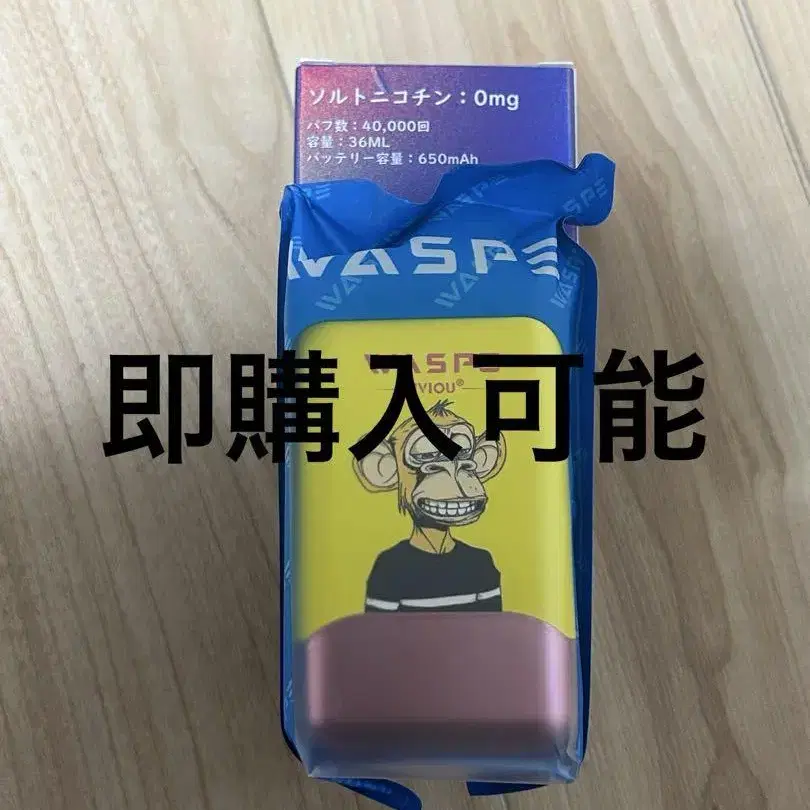 ソルトニコチン：0mg
パフ数：40,000回
容量：36ML
バッテリー容量：650mAh
WASPE
WASPE
即購入可能